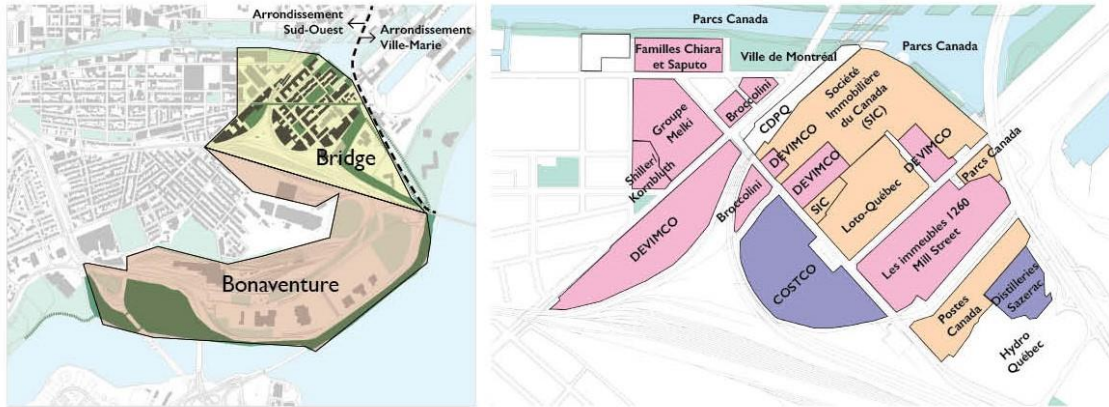 Arrondissement
Sud-Ouest
Arrondissement
Ville-Marie
Bridge
Bonaventure
Parcs Canada
Familles Chiara
et Saputo
Ville de Montréal
Parcs Canada
Groupe
Melki
Broccolini
CDPQ
Société
Immobilière
du Canada
(SIC)
DEVIMCO
DEVIMCO
DEVIMCO
Shiller/
Kornbluth
Broccolini
SIC
Loto-Québec
Parcs Canada
DEVIMCO
COSTCO
Les immeubles 1260
Mill Street
Postes
Canada
Distilleries
Sazerac
Hydro
Québec